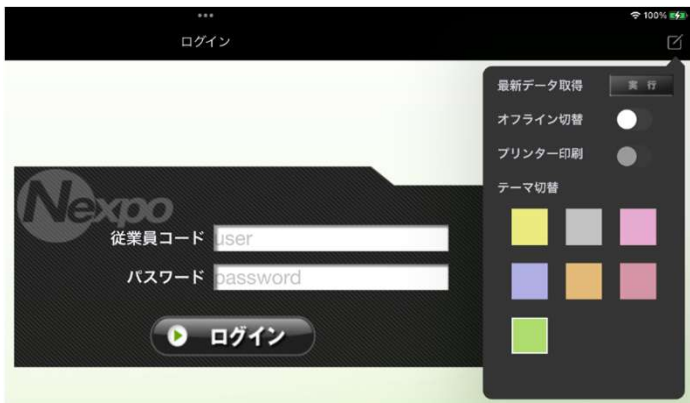 100%
ログイン
最新データ取得
実行
オフライン切替
プリンター印刷
テーマ切替
Nexpo
従業員コード user
パスワード password
ログイン